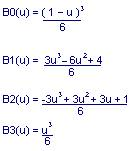 B0(u) = ( 1 - u )³
6
B1(u) = 3u³ - 6u² + 4
6
B2(u) = -3u³ + 3u² + 3u + 1
6
B3(u) = u³
6